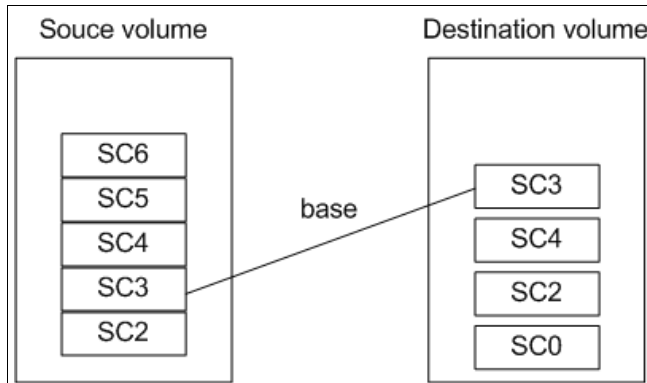 Souce volume
Destination volume
SC6
SC5
SC4
SC3
SC2
base
SC3
SC4
SC2
SC0